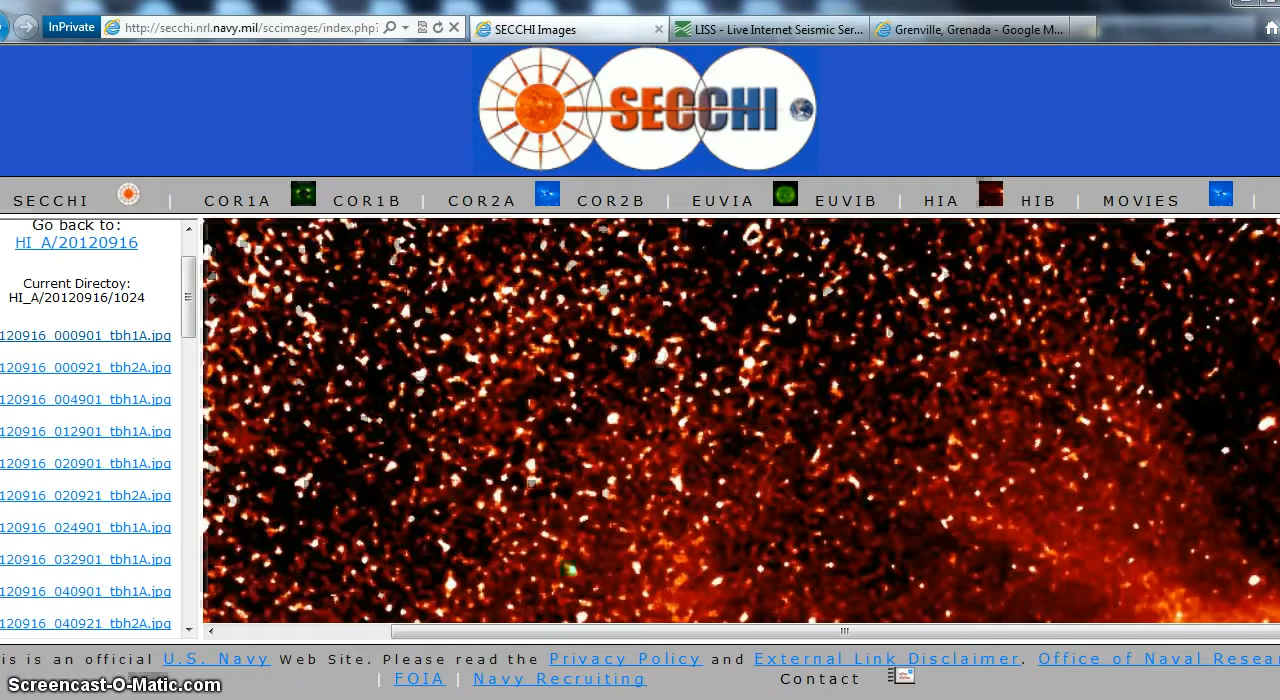 InPrivate
http://secchi.nrl.navy.mil/sccimages/index.php?
SECCHI Images
LISS - Live Internet Seismic Ser...
Grenville, Grenada - Google M...
SECCHI
SECCHI | COR1A COR1B | COR2A COR2B | EUVIA EUVIB | HIA HIB | MOVIES |
Go back to:
HI_A/20120916
Current Directoy:
HI_A/20120916/1024
120916_000901_tbh1A.jpg
120916_000921_tbh2A.jpg
120916_004901_tbh1A.jpg
120916_012901_tbh1A.jpg
120916_020901_tbh1A.jpg
120916_020921_tbh2A.jpg
120916_024901_tbh1A.jpg
120916_032901_tbh1A.jpg
120916_040901_tbh1A.jpg
120916_040921_tbh2A.jpg
is is an official U.S. Navy Web Site. Please read the Privacy Policy and External Link Disclaimer. Office of Naval Resear
| FOIA | Navy Recruiting Contact
Screencast-O-Matic.com